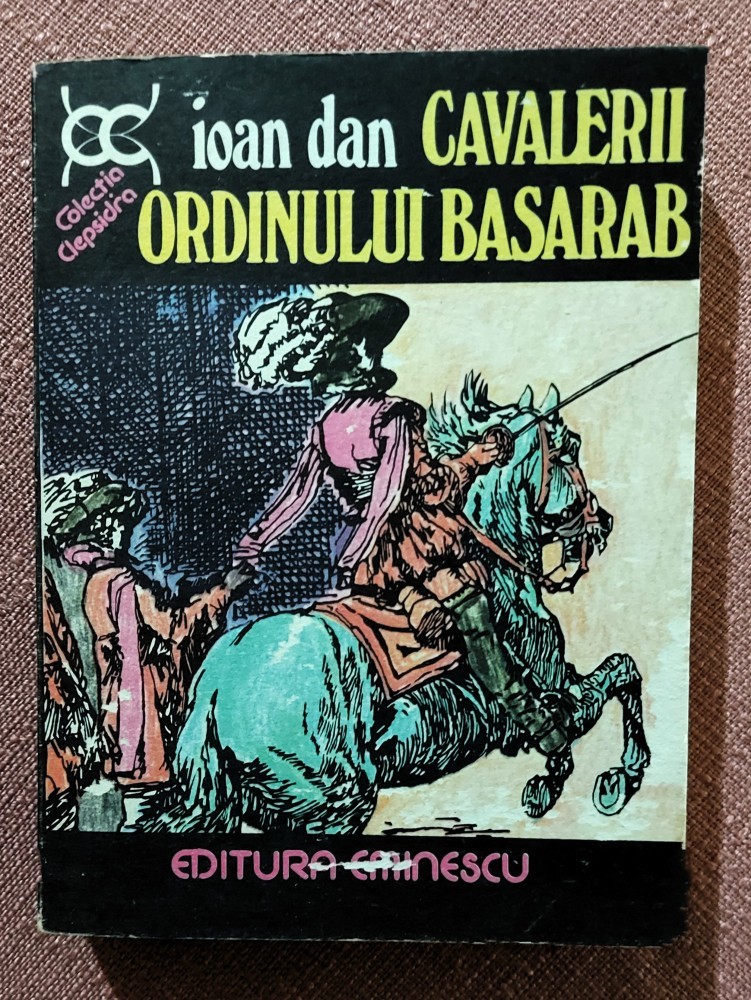 ioan dan CAVALERII
ORDINULUI BASARAB
Colecția
Clepsidra
EDITURA EMINESCU